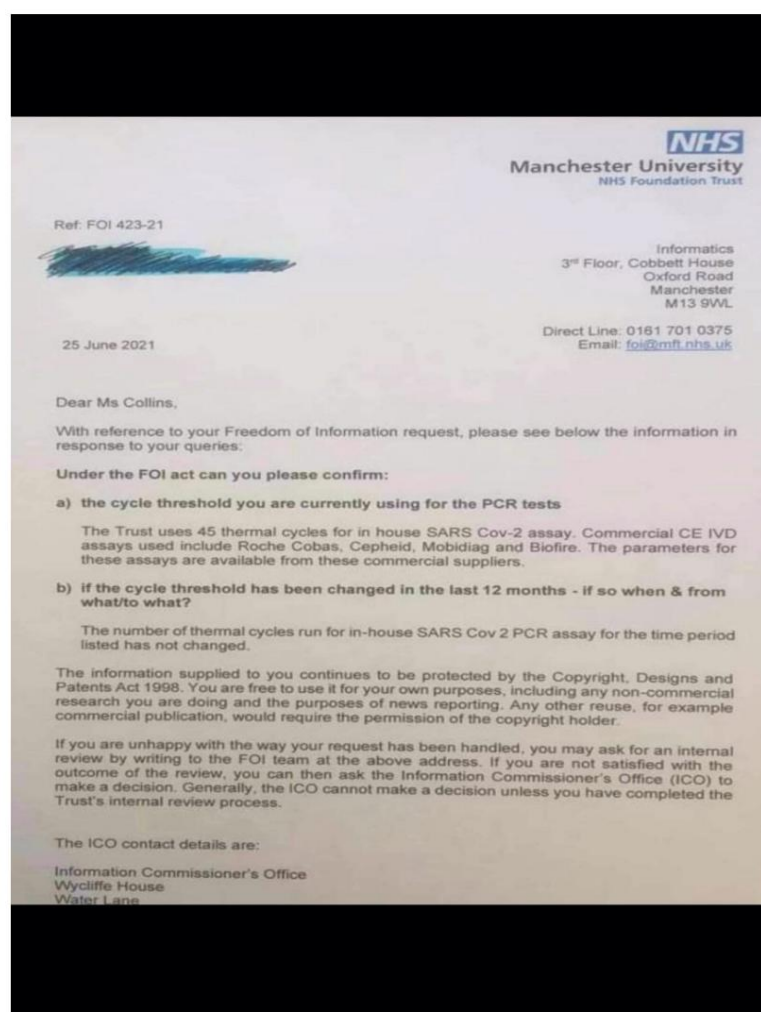 NHS
Manchester University
NHS Foundation Trust
Ref: FOI 423-21
Informatics
3rd Floor, Cobbett House
Oxford Road
Manchester
M13 9WL
Direct Line: 0161 701 0375
Email: foi@mft.nhs.uk
25 June 2021
Dear Ms Collins,
With reference to your Freedom of Information request, please see below the information in
response to your queries:
Under the FOI act can you please confirm:
a) the cycle threshold you are currently using for the PCR tests
The Trust uses 45 thermal cycles for in house SARS Cov-2 assay. Commercial CE IVD
assays used include Roche Cobas, Cepheid, Mobidiag and Biofire. The parameters for
these assays are available from these commercial suppliers.
b) if the cycle threshold has been changed in the last 12 months - if so when & from
what/to what?
The number of thermal cycles run for in-house SARS Cov 2 PCR assay for the time period
listed has not changed.
The information supplied to you continues to be protected by the Copyright, Designs and
Patents Act 1998. You are free to use it for your own purposes, including any non-commercial
research you are doing and the purposes of news reporting. Any other reuse, for example
commercial publication, would require the permission of the copyright holder.
If you are unhappy with the way your request has been handled, you may ask for an internal
review by writing to the FOI team at the above address. If you are not satisfied with the
outcome of the review, you can then ask the Information Commissioner's Office (ICO) to
make a decision. Generally, the ICO cannot make a decision unless you have completed the
Trust's internal review process.
The ICO contact details are:
Information Commissioner's Office
Wycliffe House
Water Lane